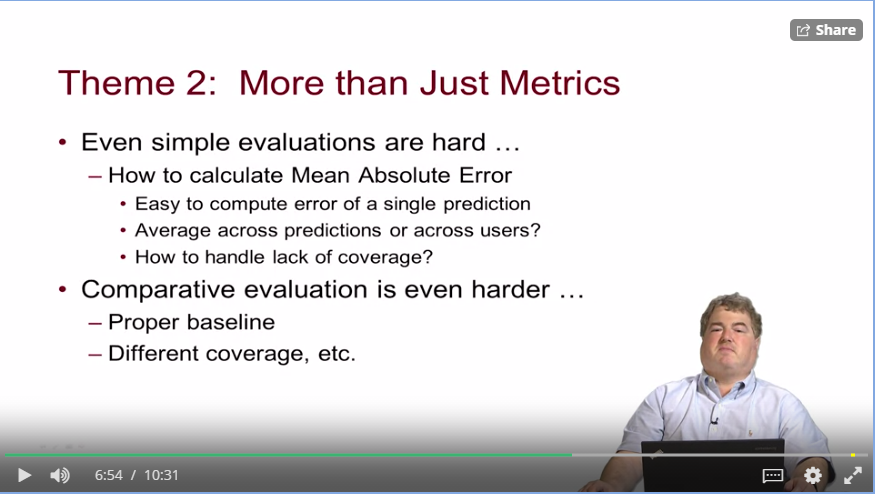 Share
Theme 2: More than Just Metrics
• Even simple evaluations are hard …
– How to calculate Mean Absolute Error
• Easy to compute error of a single prediction
• Average across predictions or across users?
• How to handle lack of coverage?
• Comparative evaluation is even harder …
– Proper baseline
– Different coverage, etc.
6:54 / 10:31